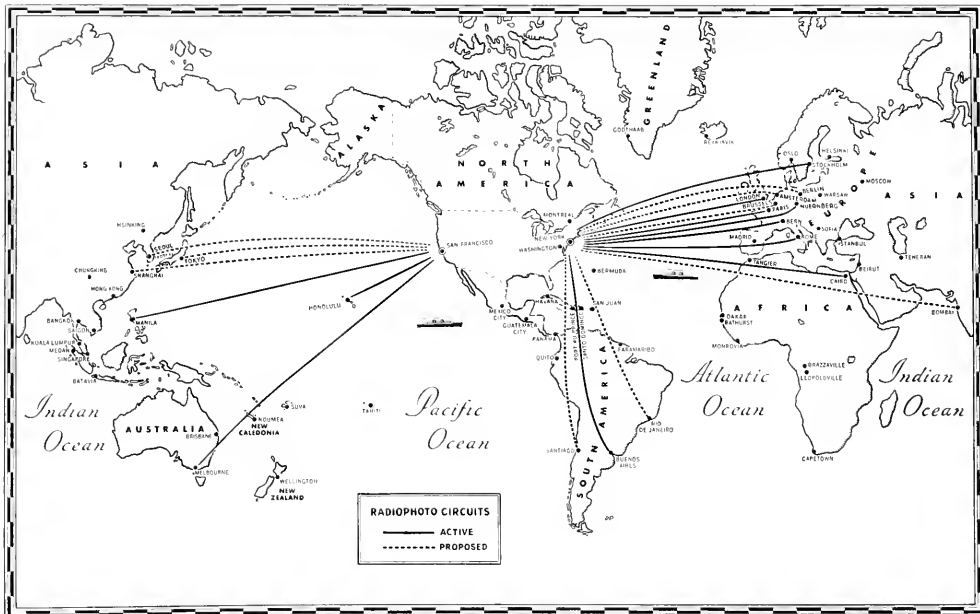 GREENLAND
ALASKA
GODTHAAB
REYKJAVIK
ASIA
NORTH
AMERICA
OSLO
HELSINKI
STOCKHOLM
EUROPE
MOSCOW
ASIA
BERLIN
WARSAW
LONDON
AMSTERDAM
BRUSSELS
NURENBERG
PARIS
MONTREAL
BERN
NEW YORK
WASHINGTON
MADRID
ROME
SOFIA
ISTANBUL
TANGIER
BEIRUT
TEHERAN
CAIRO
HSINKING
SEOUL
TOKYO
SHANGHAI
CHUNGKING
HONG KONG
SAN FRANCISCO
HONOLULU
BERMUDA
AFRICA
BOMBAY
MANILA
BANGKOK
SAIGON
KUALA LUMPUR
MEDAN
SINGAPORE
BATAVIA
MEXICO
CITY
HAVANA
SAN JUAN
GUATEMALA
CITY
PORT AU PRINCE
SANTO DOMINGO
PANAMA
PARAMARIBO
QUITO
DAKAR
BATHURST
MONROVIA
BRAZZAVILLE
LEOPOLDVILLE
Indian
Ocean
Pacific
Ocean
Atlantic
Ocean
Indian
Ocean
SUVA
TAHITI
NOUMEA
NEW
CALEDONIA
AUSTRALIA
BRISBANE
MELBOURNE
WELLINGTON
NEW
ZEALAND
SOUTH AMERICA
RIO
DE JANEIRO
SANTIAGO
BUENOS
AIRES
CAPETOWN
RADIOPHOTO CIRCUITS
ACTIVE
PROPOSED